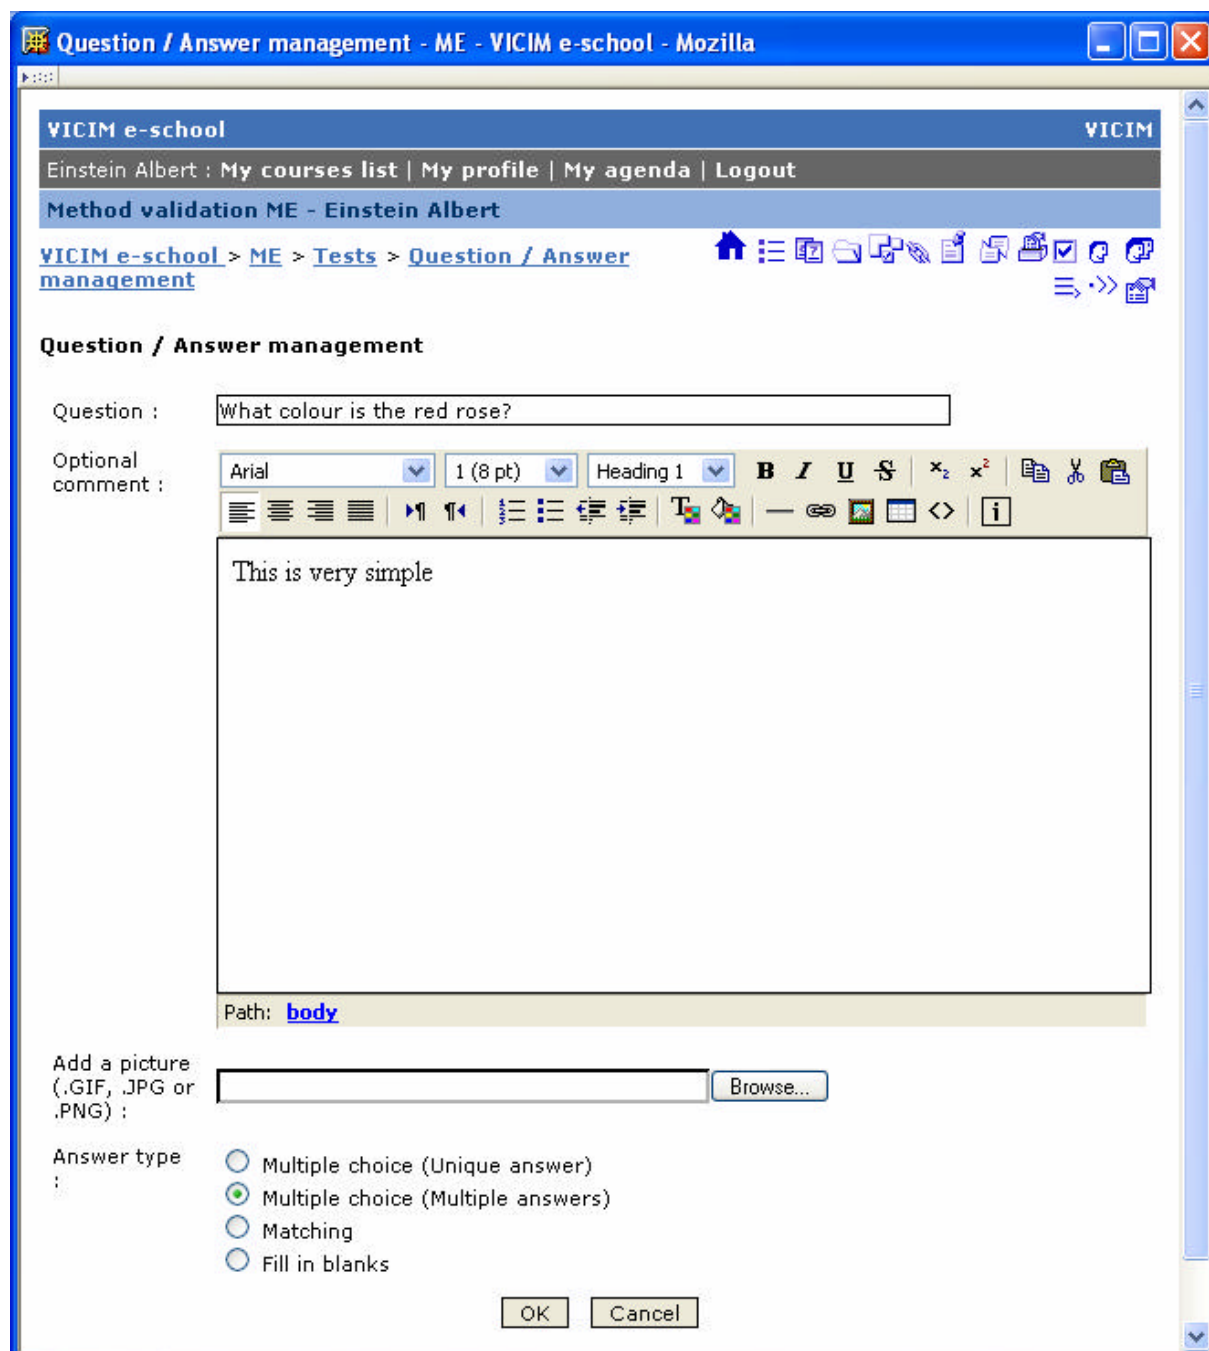 Question / Answer management - ME - VICIM e-school - Mozilla
VICIM e-school VICIM
Einstein Albert : My courses list | My profile | My agenda | Logout
Method validation ME - Einstein Albert
VICIM e-school > ME > Tests > Question / Answer
management
Question / Answer management
Question : What colour is the red rose?
Optional
comment :
Arial 1 (8 pt) Heading 1 B I U S x₂ x²
This is very simple
Path: body
Add a picture
(.GIF, .JPG or
.PNG) :
Browse...
Answer type
:
Multiple choice (Unique answer)
Multiple choice (Multiple answers)
Matching
Fill in blanks
OK Cancel